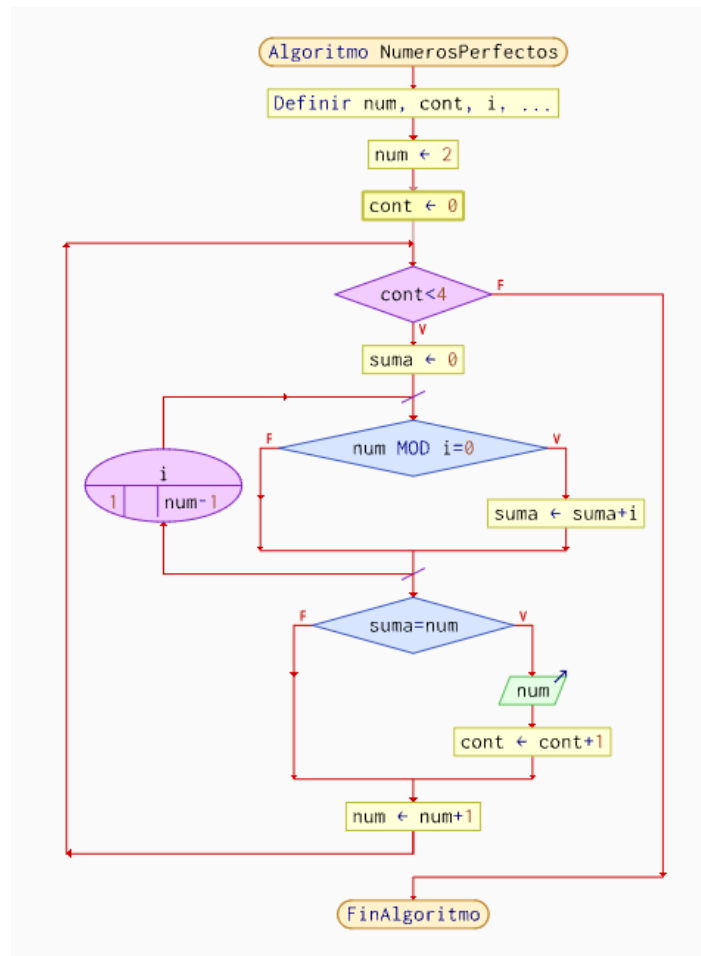 Algoritmo NumerosPerfectos
Definir num, cont, i, ...
num ← 2
cont ← 0
cont<4
F
V
suma ← 0
F
num MOD i=0
V
i
1
num-1
suma ← suma+i
F
suma=num
V
num
cont ← cont+1
num ← num+1
FinAlgoritmo